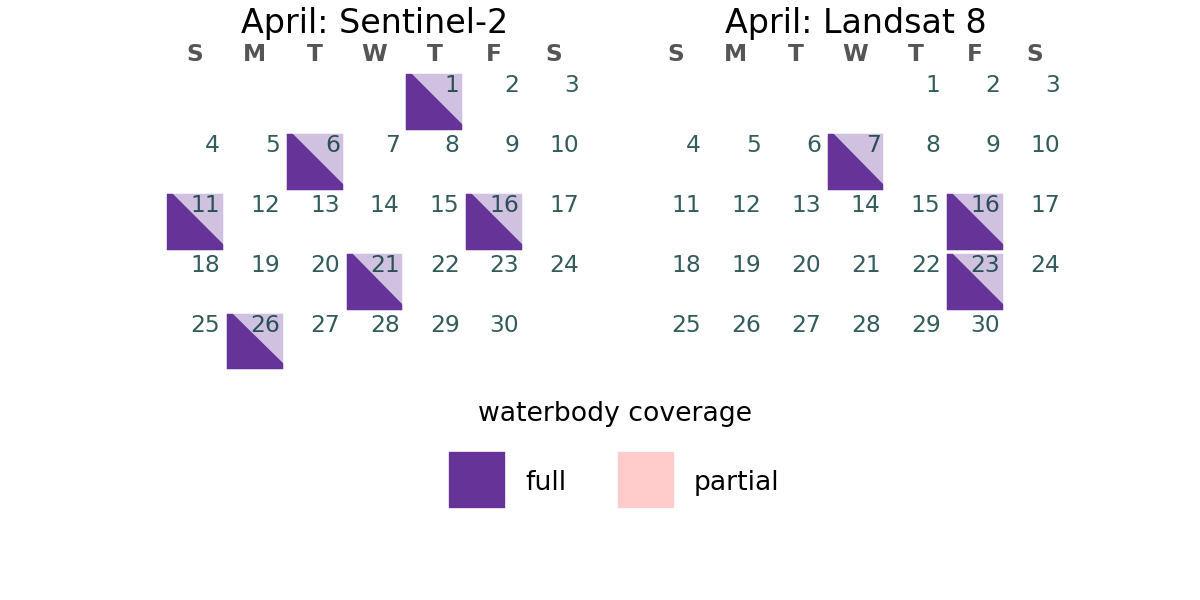 April: Sentinel-2
S M T W T F S
1 2 3
4 5 6 7 8 9 10
11 12 13 14 15 16 17
18 19 20 21 22 23 24
25 26 27 28 29 30
April: Landsat 8
S M T W T F S
1 2 3
4 5 6 7 8 9 10
11 12 13 14 15 16 17
18 19 20 21 22 23 24
25 26 27 28 29 30
waterbody coverage
full partial